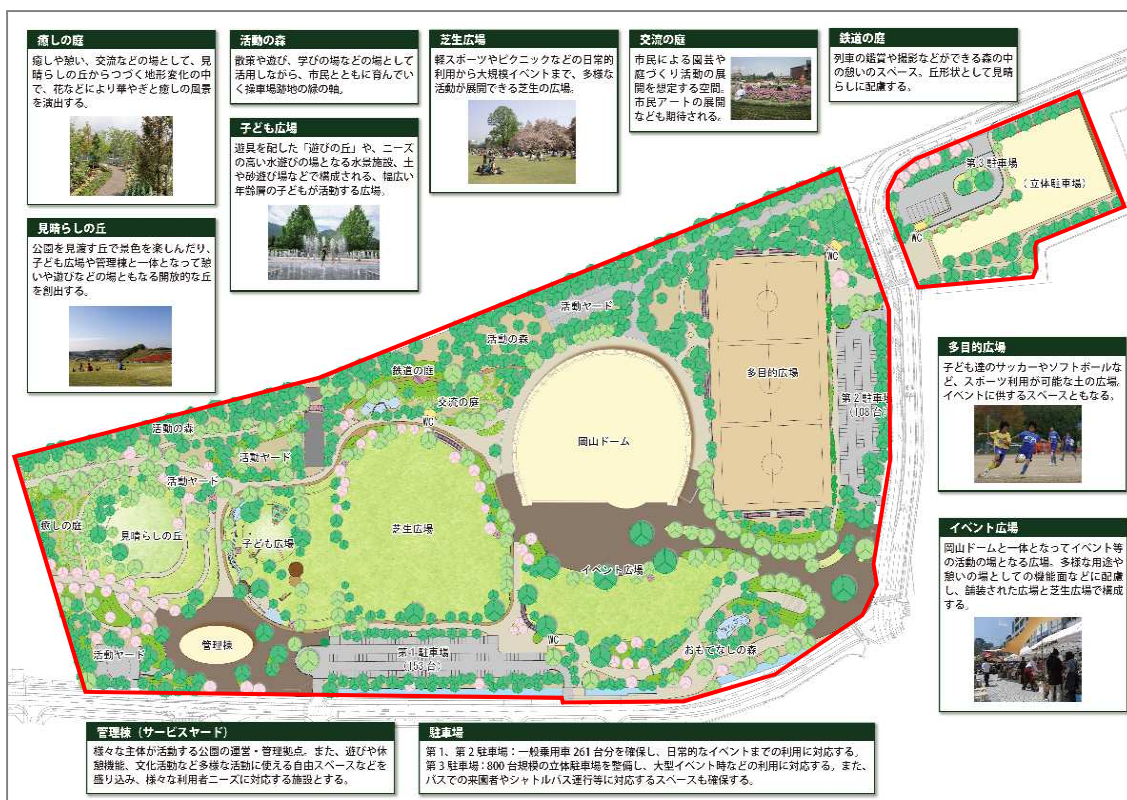 癒しの庭
癒しや憩い、交流などの場として、見
晴らしの丘からつづく地形変化の中
で、花などにより華やぎと癒しの風景
を演出する。
活動の森
散策や遊び、学びの場などの場として
活用しながら、市民とともに育んでい
く操車場跡地の緑の軸。
芝生広場
軽スポーツやピクニックなどの日常的
利用から大規模イベントまで、多様な
活動が展開できる芝生の広場。
交流の庭
市民による園芸や
庭づくり活動の展
開を想定する空間。
市民アートの展開
なども期待される。
鉄道の庭
列車の鑑賞や撮影などができる森の中
の憩いのスペース。丘形状として見晴
らしに配慮する。
子ども広場
遊具を配した「遊びの丘」や、ニーズ
の高い水遊びの場となる水景施設、土
や砂遊び場などで構成される、幅広い
年齢層の子どもが活動する広場。
見晴らしの丘
公園を見渡す丘で景色を楽しんだり、
子ども広場や管理棟と一体となって憩
いや遊びなどの場ともなる開放的な丘
を創出する。
第3駐車場
(立体駐車場)
WC
WC
活動ヤード
活動の森
鉄道の庭
交流の庭
WC
多目的広場
第2駐車場
(108台)
岡山ドーム
活動の森
活動ヤード
活動ヤード
癒しの庭
見晴らしの丘
子ども広場
芝生広場
イベント広場
WC
おもてなしの森
管理棟
活動ヤード
第1駐車場
(153台)
多目的広場
子ども達のサッカーやソフトボールな
ど、スポーツ利用が可能な土の広場。
イベントに供するスペースともなる。
イベント広場
岡山ドームと一体となってイベント等
の活動の場となる広場。多様な用途や
憩いの場としての機能面などに配慮
し、舗装された広場と芝生広場で構成
する。
管理棟（サービスヤード）
様々な主体が活動する公園の運営・管理拠点。また、遊びや休
憩機能、文化活動など多様な活動に使える自由スペースなどを
盛り込み、様々な利用者ニーズに対応する施設とする。
駐車場
第1、第2駐車場：一般乗用車261台分を確保し、日常的なイベントまでの利用に対応する。
第3駐車場：800台規模の立体駐車場を整備し、大型イベント時などの利用に対応する。また、
バスでの来園者やシャトルバス運行等に対応するスペースも確保する。